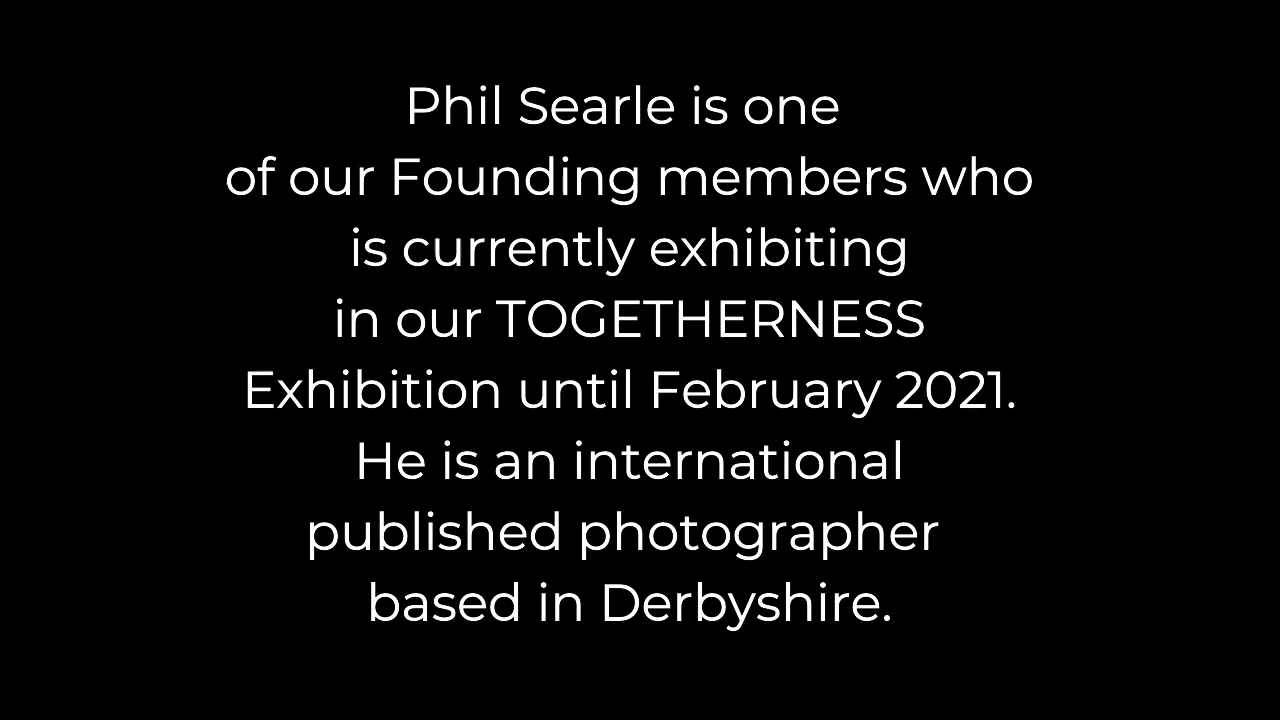 Phil Searle is one
of our Founding members who
is currently exhibiting
in our TOGETHERNESS
Exhibition until February 2021.
He is an international
published photographer
based in Derbyshire.